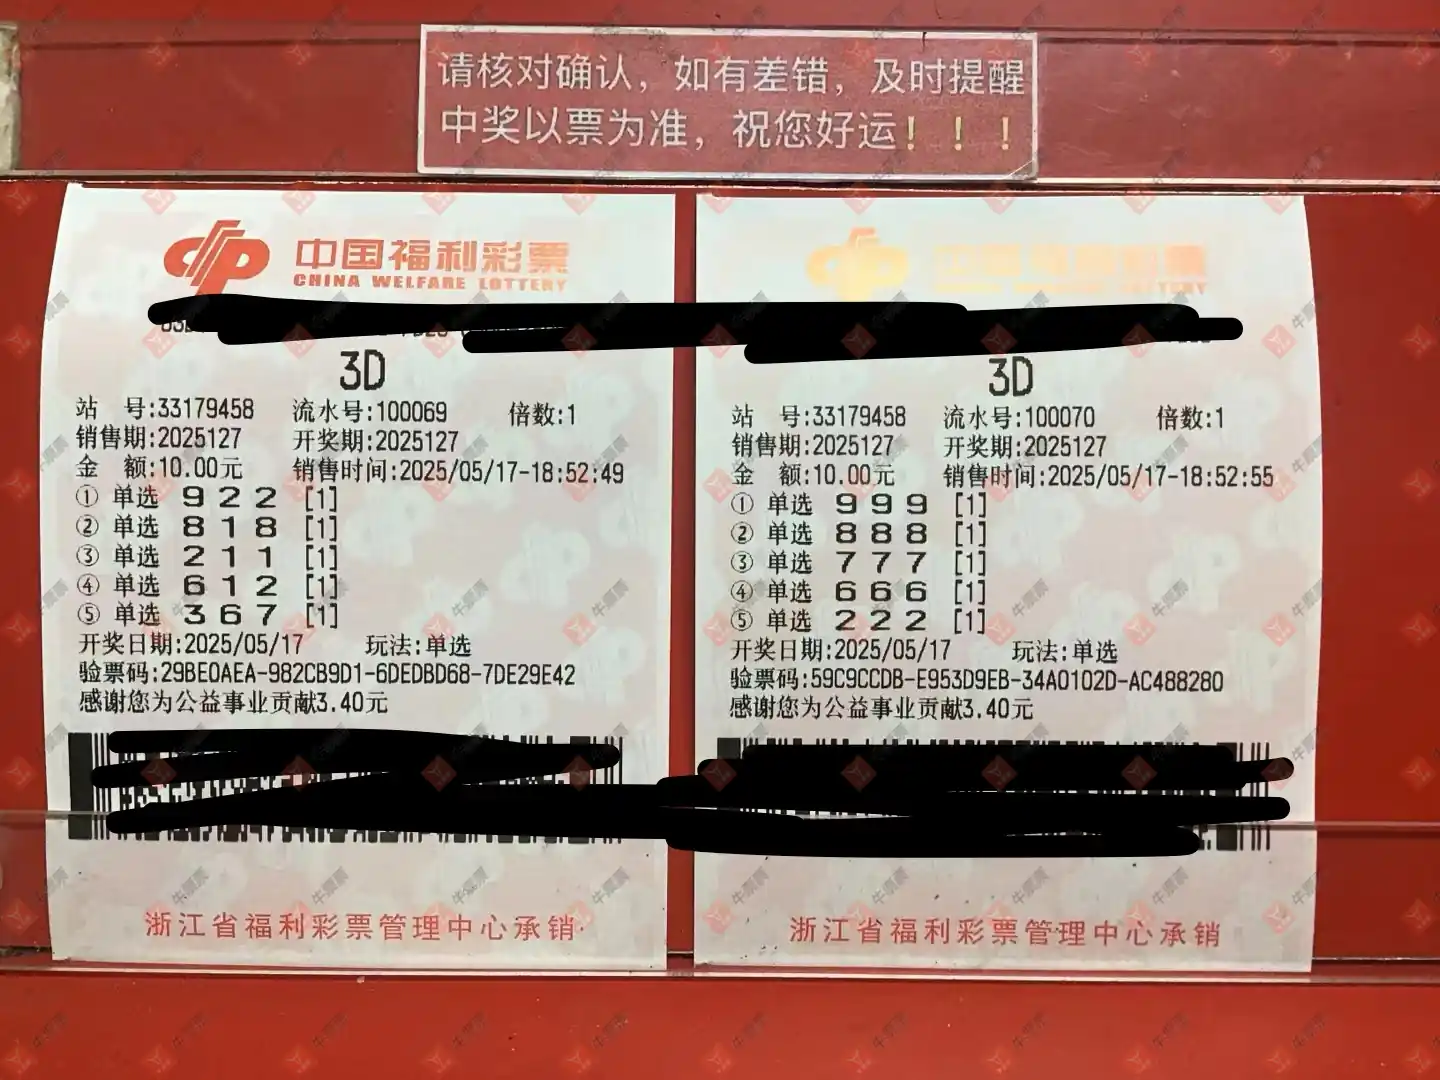 请核对确认，如有差错，及时提醒
中奖以票为准，祝您好运！！！
中国福利彩票
CHINA WELFARE LOTTERY
3D
站 号:33179458 流水号:100069 倍数:1
销售期:2025127 开奖期:2025127
金 额:10.00元 销售时间:2025/05/17-18:52:49
① 单选 9 2 2 [1]
② 单选 8 1 8 [1]
③ 单选 2 1 1 [1]
④ 单选 6 1 2 [1]
⑤ 单选 3 6 7 [1]
开奖日期:2025/05/17 玩法:单选
验票码:29BE0AEA-982CB9D1-6DEDBD68-7DE29E42
感谢您为公益事业贡献3.40元
浙江省福利彩票管理中心承销
中国福利彩票
CHINA WELFARE LOTTERY
3D
站 号:33179458 流水号:100070 倍数:1
销售期:2025127 开奖期:2025127
金 额:10.00元 销售时间:2025/05/17-18:52:55
① 单选 9 9 9 [1]
② 单选 8 8 8 [1]
③ 单选 7 7 7 [1]
④ 单选 6 6 6 [1]
⑤ 单选 2 2 2 [1]
开奖日期:2025/05/17 玩法:单选
验票码:59C9CCDB-E953D9EB-34A0102D-AC488280
感谢您为公益事业贡献3.40元
浙江省福利彩票管理中心承销